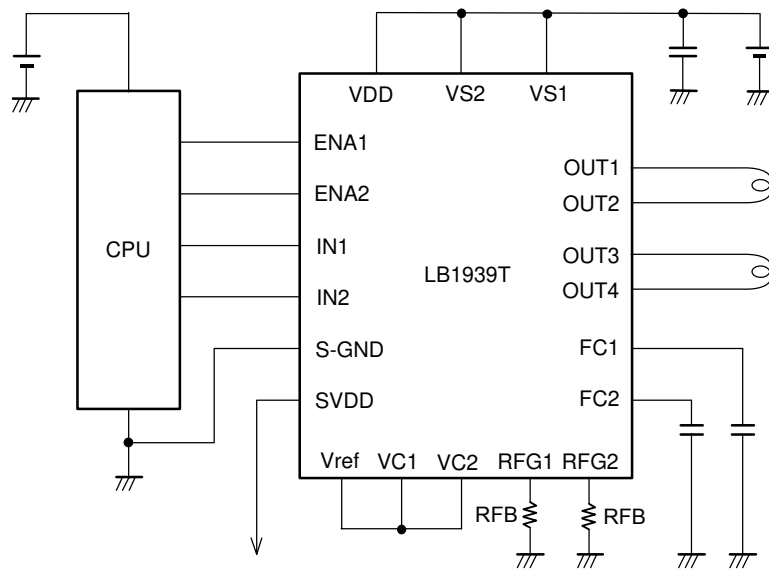 VDD VS2 VS1
ENA1
OUT1
ENA2
OUT2
CPU
IN1
OUT3
LB1939T
IN2
OUT4
S-GND
FC1
SVDD
FC2
Vref VC1 VC2 RFG1 RFG2
RFB RFB